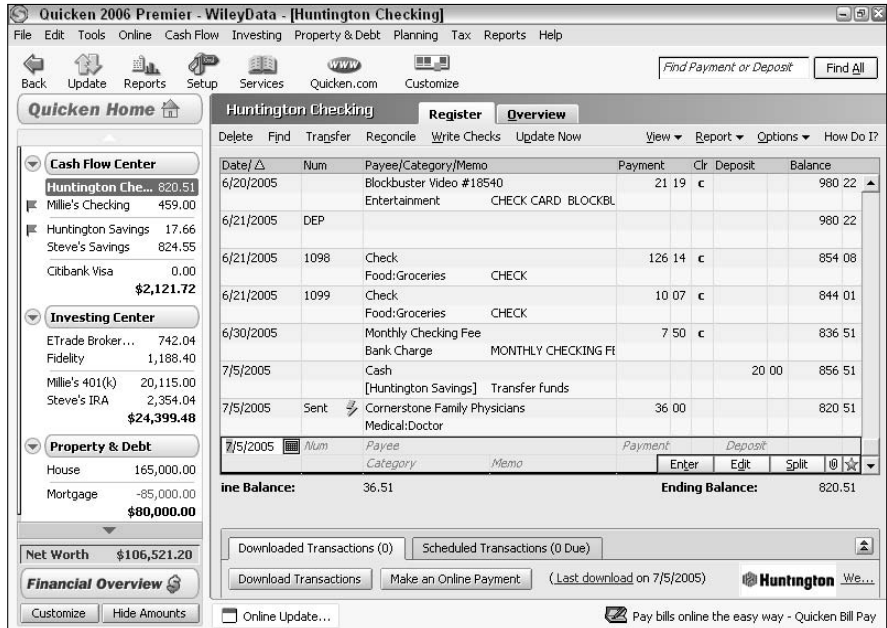 Quicken 2006 Premier - WileyData - [Huntington Checking]
File Edit Tools Online Cash Flow Investing Property & Debt Planning Tax Reports Help
Back Update Reports Setup Services Quicken.com Customize
Find Payment or Deposit Find All
Quicken Home
Cash Flow Center
Huntington Che... 820.51
Millie's Checking 459.00
Huntington Savings 17.66
Steve's Savings 824.55
Citibank Visa 0.00
$2,121.72
Investing Center
ETrade Broker... 742.04
Fidelity 1,188.40
Millie's 401(k) 20,115.00
Steve's IRA 2,354.04
$24,399.48
Property & Debt
House 165,000.00
Mortgage -85,000.00
$80,000.00
Net Worth $106,521.20
Financial Overview
Customize Hide Amounts
Huntington Checking Register Overview
Delete Find Transfer Reconcile Write Checks Update Now View Report Options How Do I?
Date/ Num Payee/Category/Memo Payment Clr Deposit Balance
6/20/2005 Blockbuster Video #18540 21 19 c 980 22
Entertainment CHECK CARD BLOCKBU
6/21/2005 DEP 980 22
6/21/2005 1098 Check 126 14 c 854 08
Food:Groceries CHECK
6/21/2005 1099 Check 10 07 c 844 01
Food:Groceries CHECK
6/30/2005 Monthly Checking Fee 7 50 c 836 51
Bank Charge MONTHLY CHECKING FE
7/5/2005 Cash 20 00 856 51
[Huntington Savings] Transfer funds
7/5/2005 Sent Cornerstone Family Physicians 36 00 820 51
Medical:Doctor
7/5/2005 Num Payee Payment Deposit
Category Memo Enter Edit Split
ine Balance: 36.51 Ending Balance: 820.51
Downloaded Transactions (0) Scheduled Transactions (0 Due)
Download Transactions Make an Online Payment (Last download on 7/5/2005) Huntington We...
Online Update... Pay bills online the easy way - Quicken Bill Pay